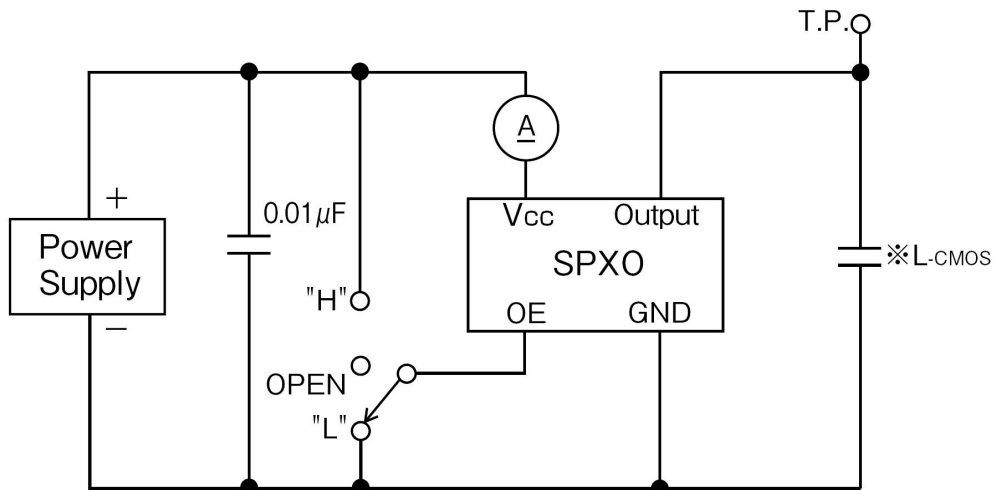 T.P.
A
+
0.01μF
Vcc Output
Power
Supply
SPXO
※L-CMOS
"H"
OE GND
−
OPEN
"L"